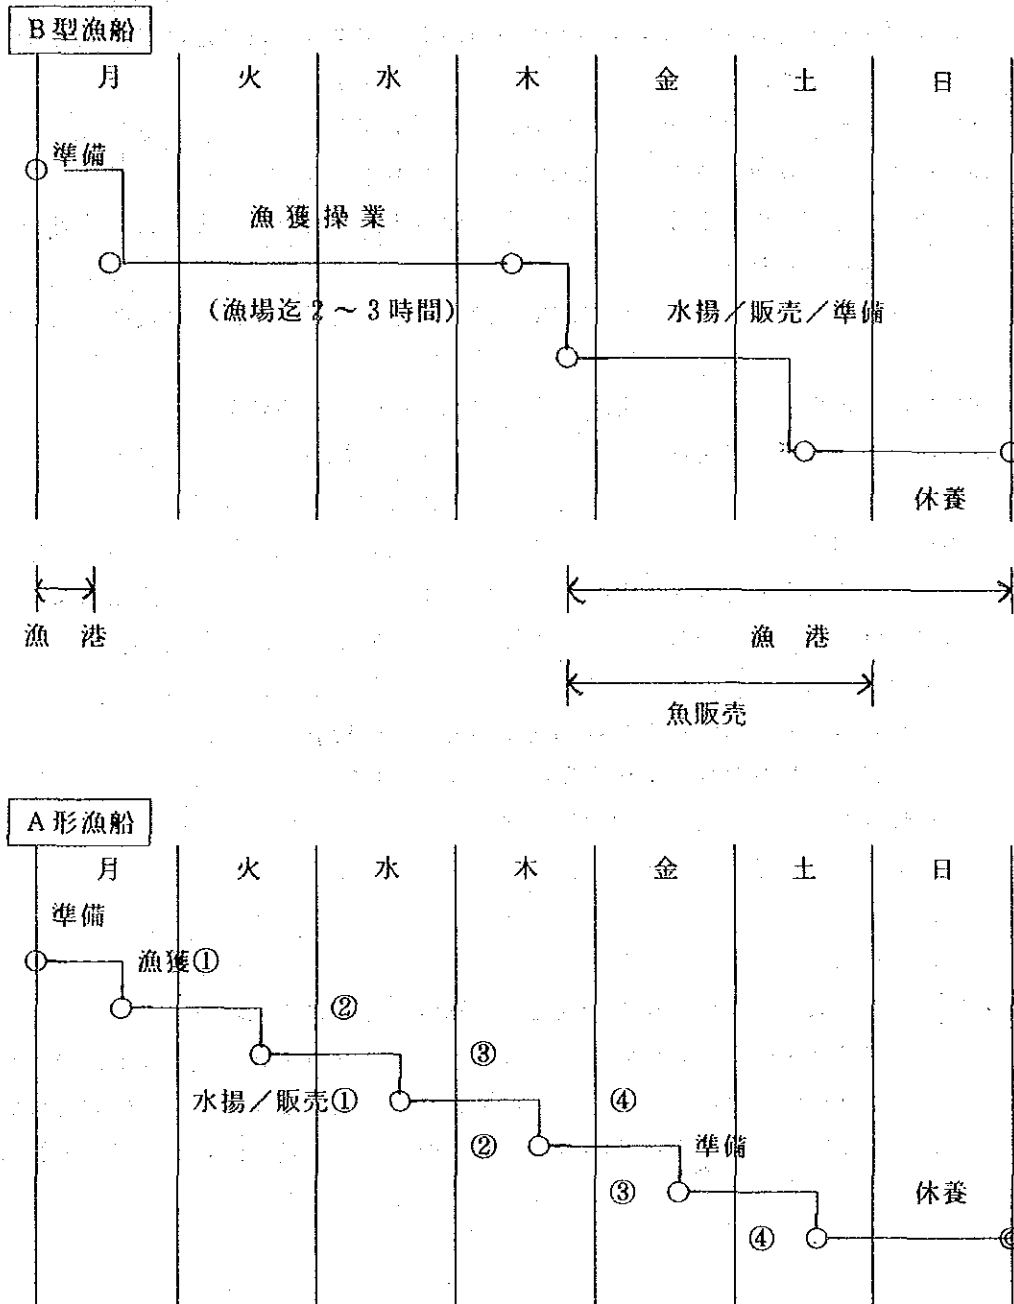 B型漁船
月 火 水 木 金 土 日
準備
漁獲操業
(漁場迄2～3時間)
水揚／販売／準備
休養
漁港
漁港
魚販売
A形漁船
月 火 水 木 金 土 日
準備
漁獲①
②
③
水揚／販売① ④
② 準備
③ 休養
④